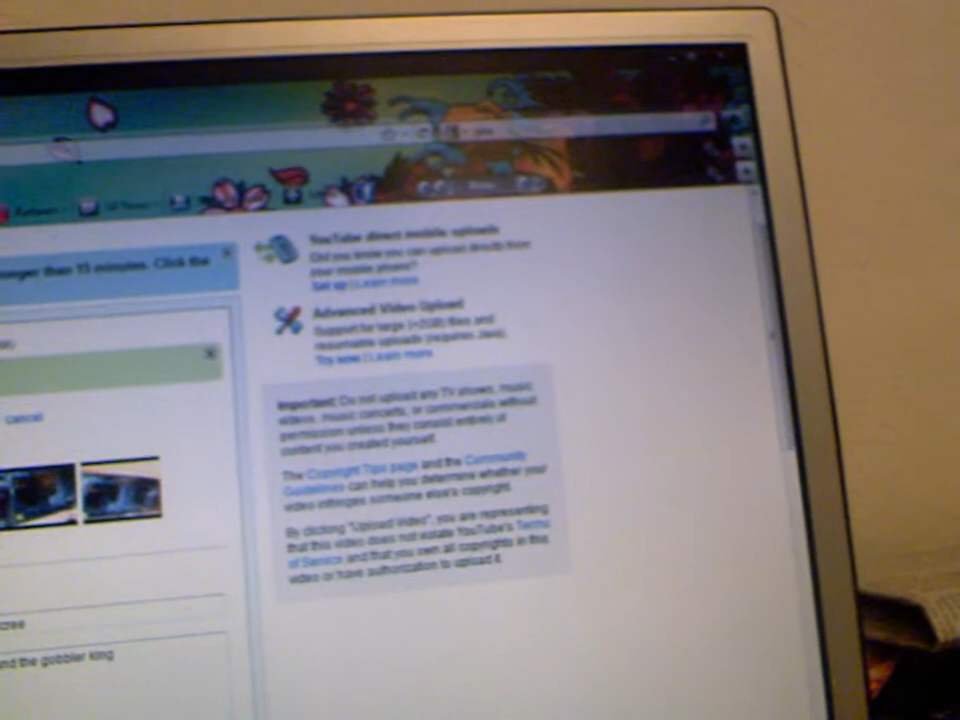 YouTube direct mobile uploads
Did you know you can upload directly from
your mobile phone?
Set up | Learn more
longer than 15 minutes. Click the
Advanced Video Upload
Support for large (>2GB) files and
resumable uploads (requires Java).
Try now | Learn more
cancel
Important: Do not upload any TV shows, music
videos, music concerts, or commercials without
permission unless they consist entirely of
content you created yourself.
The Copyright Tips page and the Community
Guidelines can help you determine whether your
video infringes someone else's copyright.
By clicking "Upload Video", you are representing
that this video does not violate YouTube's Terms
of Service and that you own all copyrights in this
video or have authorization to upload it.
and the gobbler king